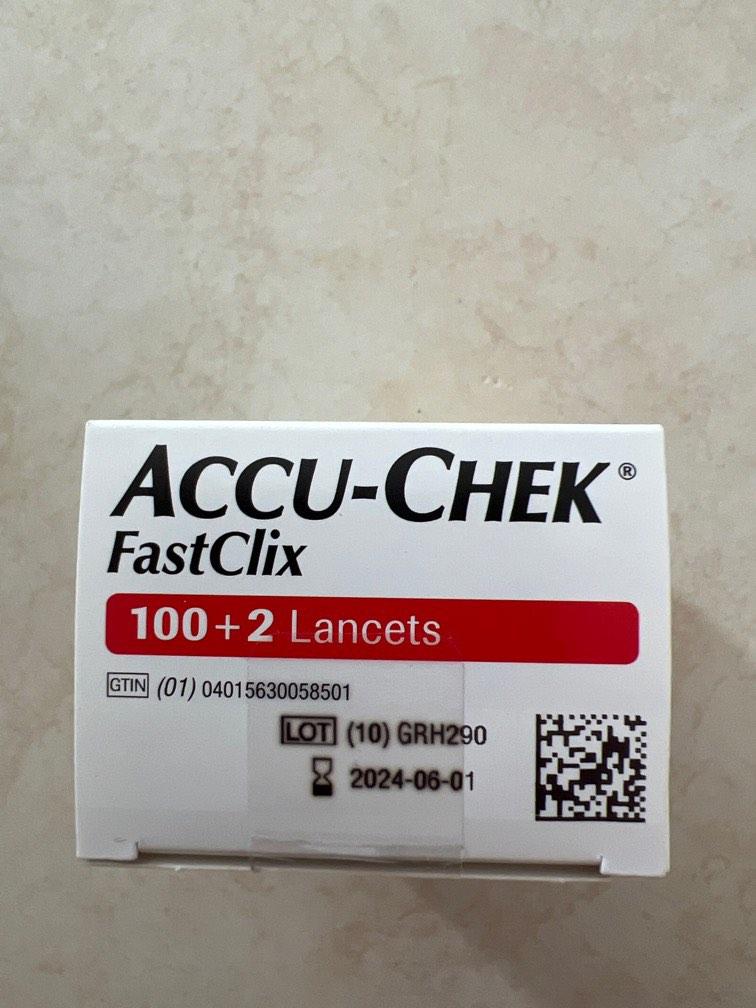 ACCU-CHEK®
FastClix
100+2 Lancets
GTIN (01) 04015630058501
LOT (10) GRH290
2024-06-01